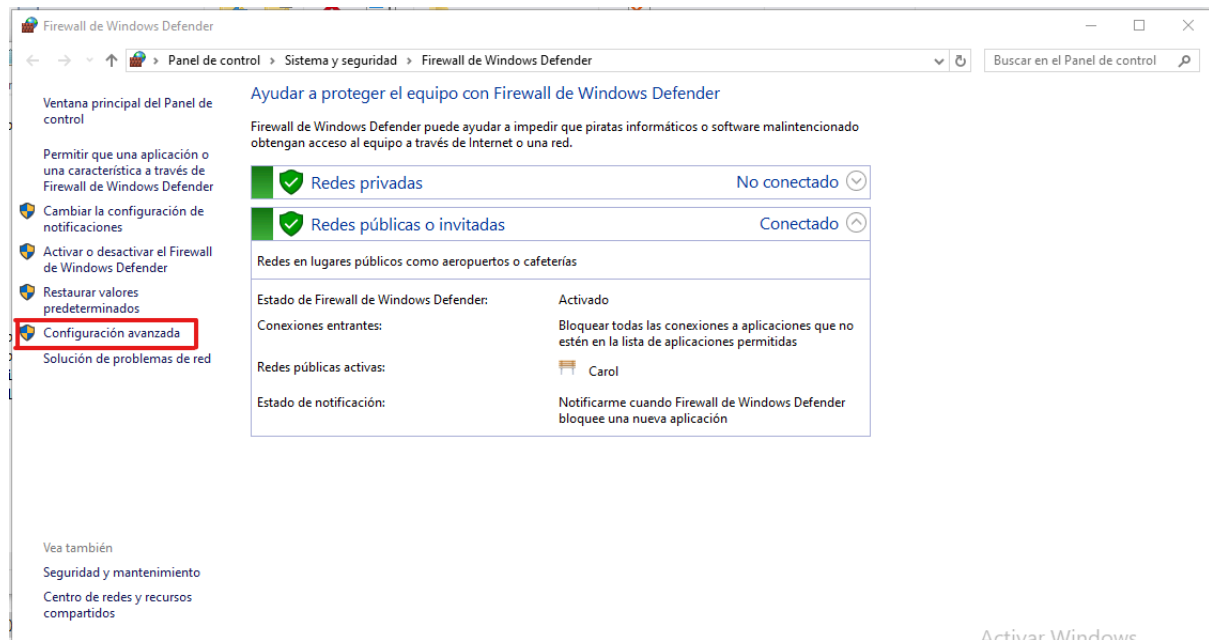 Firewall de Windows Defender
Panel de control > Sistema y seguridad > Firewall de Windows Defender
Buscar en el Panel de control
Ventana principal del Panel de
control
Permitir que una aplicación o
una característica a través de
Firewall de Windows Defender
Cambiar la configuración de
notificaciones
Activar o desactivar el Firewall
de Windows Defender
Restaurar valores
predeterminados
Configuración avanzada
Solución de problemas de red
Ayudar a proteger el equipo con Firewall de Windows Defender
Firewall de Windows Defender puede ayudar a impedir que piratas informáticos o software malintencionado
obtengan acceso al equipo a través de Internet o una red.
Redes privadas No conectado
Redes públicas o invitadas Conectado
Redes en lugares públicos como aeropuertos o cafeterías
Estado de Firewall de Windows Defender: Activado
Conexiones entrantes: Bloquear todas las conexiones a aplicaciones que no
estén en la lista de aplicaciones permitidas
Redes públicas activas: Carol
Estado de notificación: Notificarme cuando Firewall de Windows Defender
bloquee una nueva aplicación
Vea también
Seguridad y mantenimiento
Centro de redes y recursos
compartidos
Activar Windows